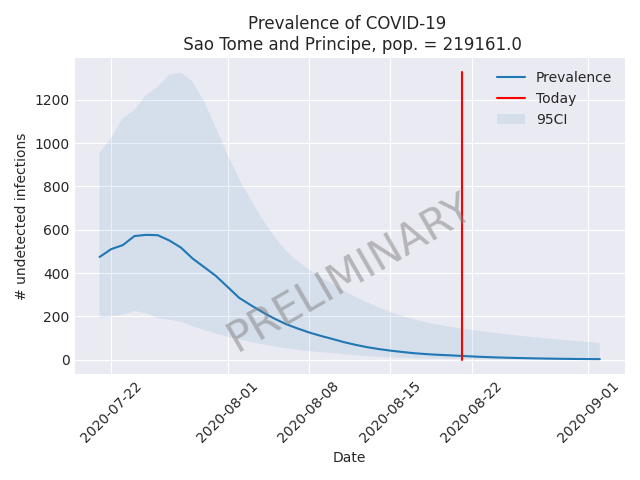 Prevalence of COVID-19
Sao Tome and Principe, pop. = 219161.0
Prevalence
Today
95CI
PRELIMINARY
# undetected infections
1200
1000
800
600
400
200
0
2020-07-22
2020-08-01
2020-08-08
2020-08-15
2020-08-22
2020-09-01
Date